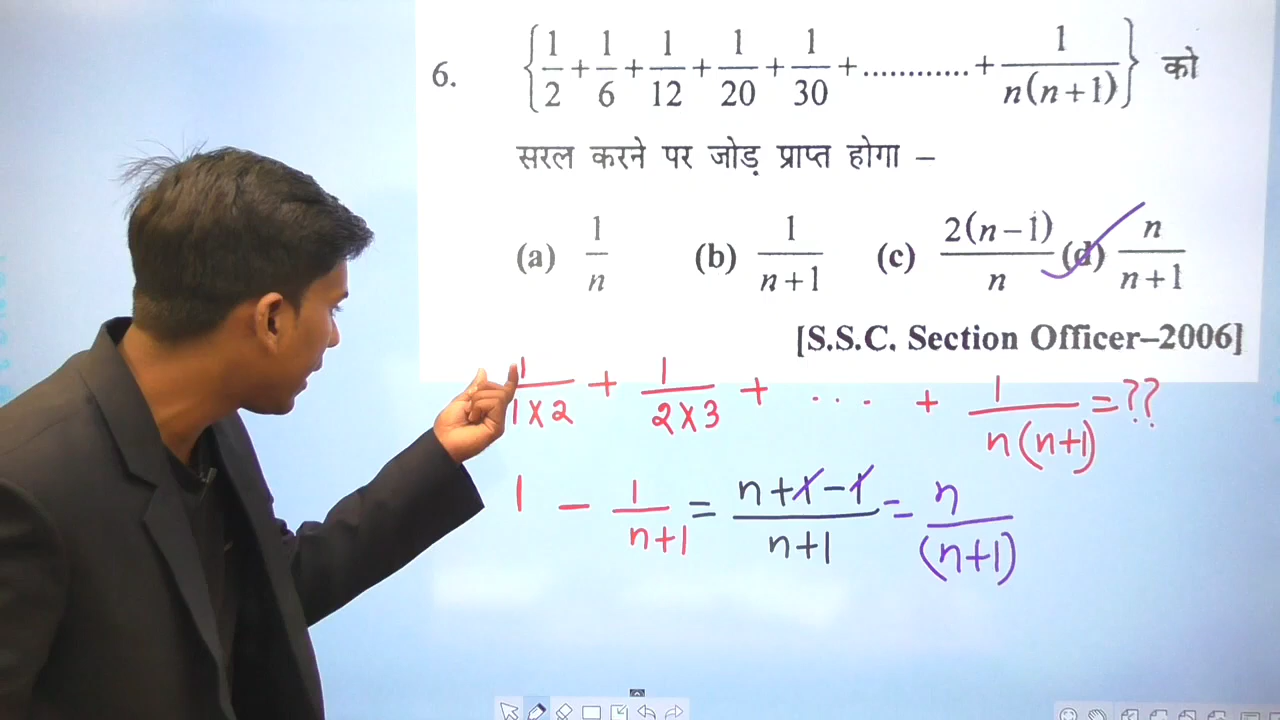 6. {1/2 + 1/6 + 1/12 + 1/20 + 1/30 + ............ + 1/n(n+1)} को
सरल करने पर जोड़ प्राप्त होगा –
(a) 1/n (b) 1/n+1 (c) 2(n–1)/n (d) n/n+1
[S.S.C. Section Officer–2006]
1/1×2 + 1/2×3 + .... + 1/n(n+1) = ??
1 – 1/n+1 = n+1–1/n+1 = n/(n+1)